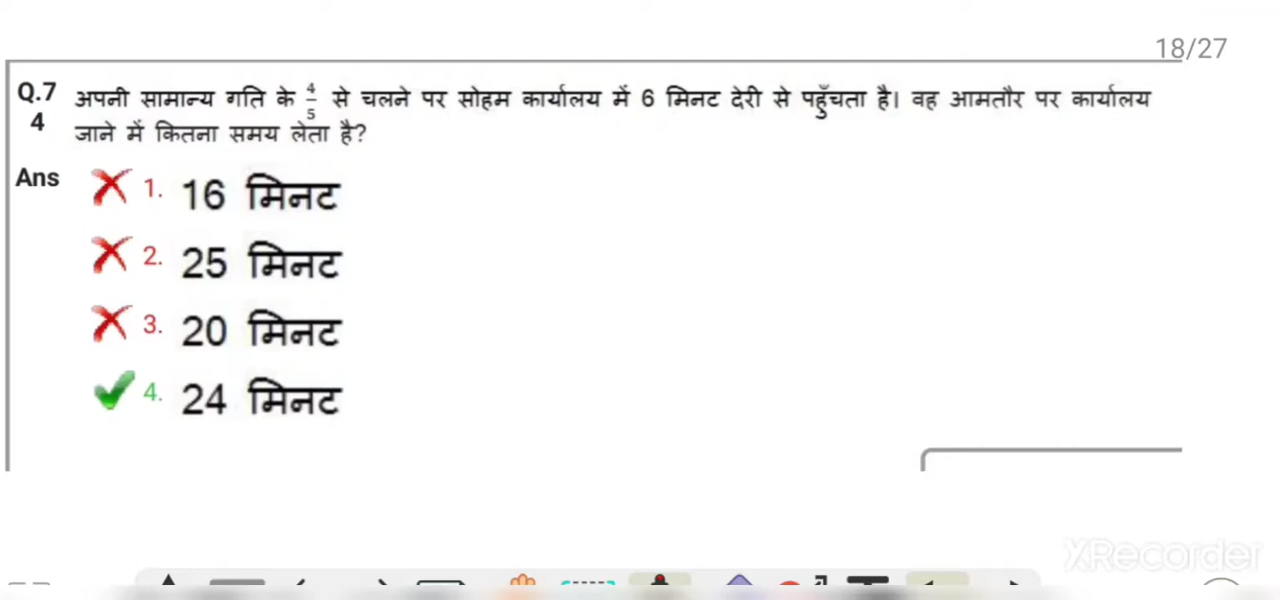 18/27
Q.7 अपनी सामान्य गति के 4/5 से चलने पर सोहम कार्यालय में 6 मिनट देरी से पहुँचता है। वह आमतौर पर कार्यालय
4 जाने में कितना समय लेता है?
Ans
1. 16 मिनट
2. 25 मिनट
3. 20 मिनट
4. 24 मिनट
XRecorder